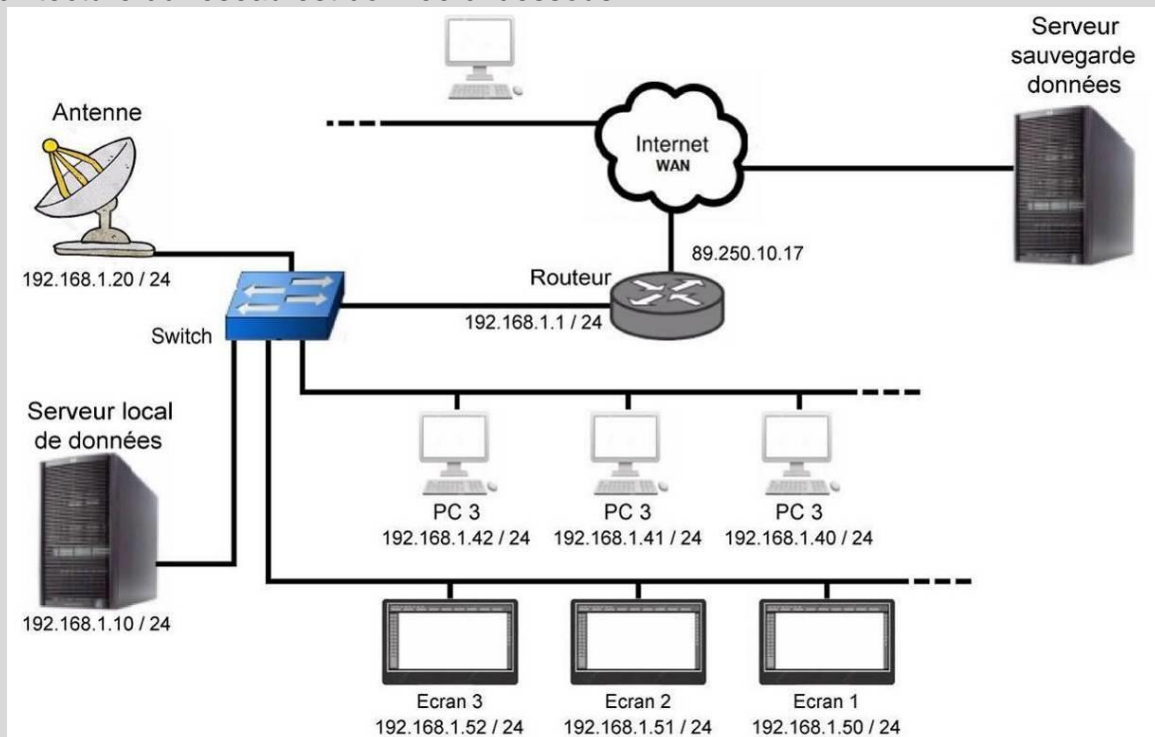 Serveur
sauvegarde
données
Antenne
Internet
WAN
192.168.1.20 / 24
89.250.10.17
Routeur
192.168.1.1 / 24
Switch
Serveur local
de données
PC 3
192.168.1.42 / 24
PC 3
192.168.1.41 / 24
PC 3
192.168.1.40 / 24
192.168.1.10 / 24
Ecran 3
192.168.1.52 / 24
Ecran 2
192.168.1.51 / 24
Ecran 1
192.168.1.50 / 24